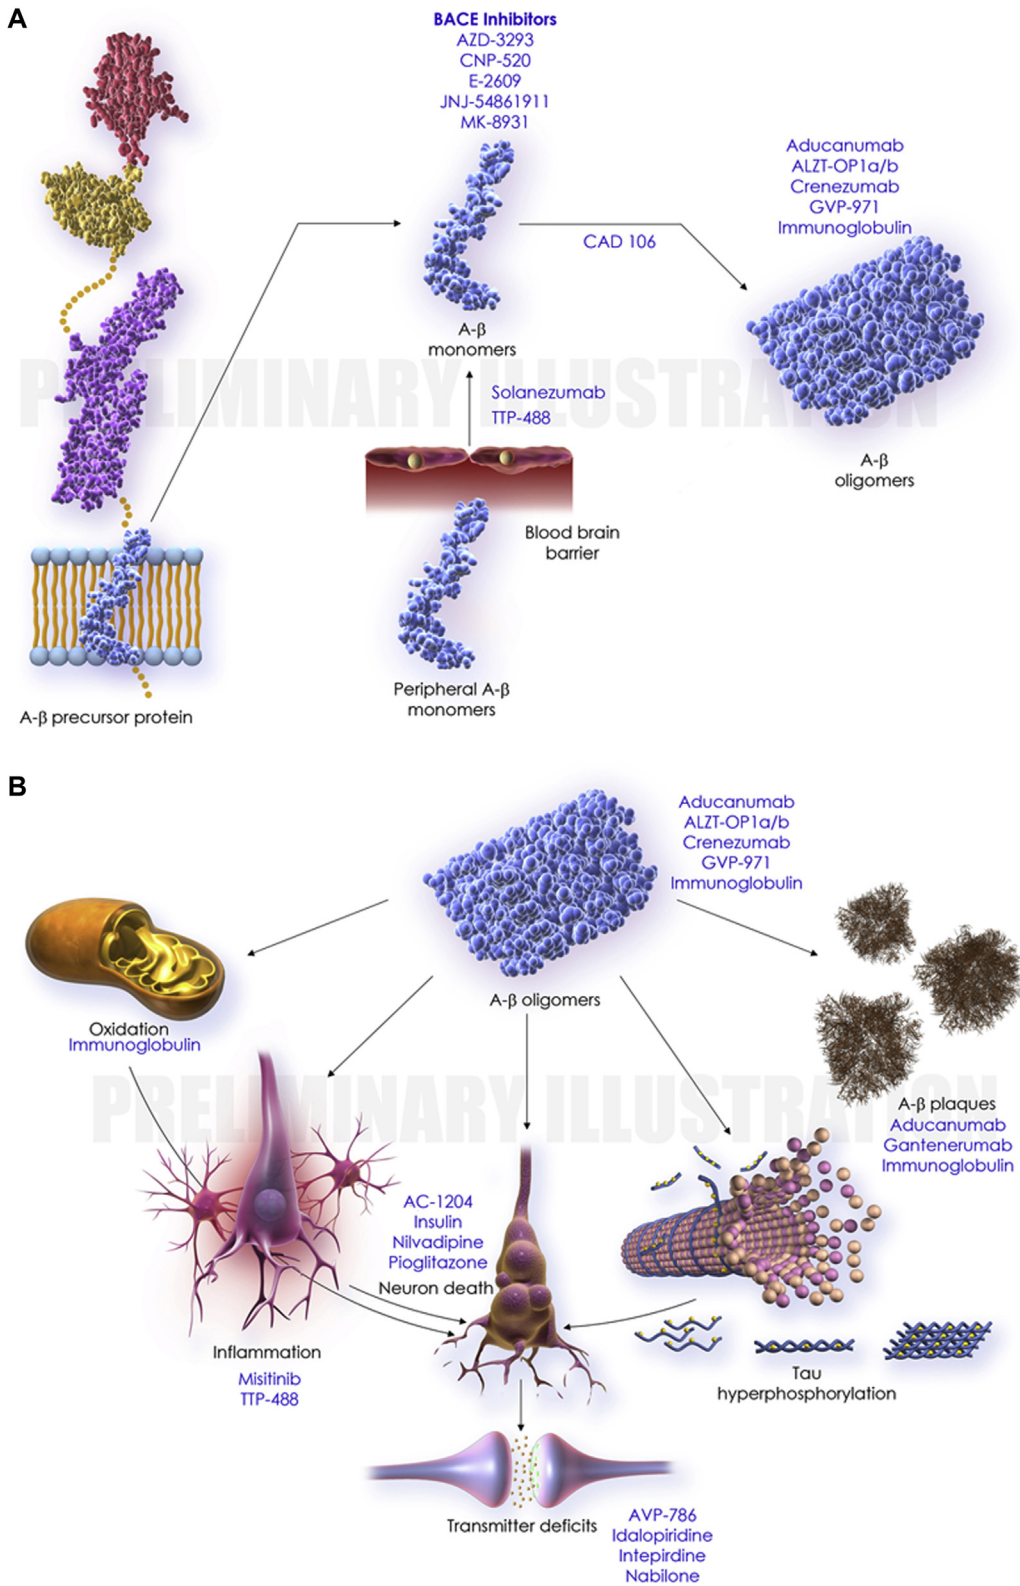 A
BACE Inhibitors
AZD-3293
CNP-520
E-2609
JNJ-54861911
MK-8931
Aducanumab
ALZT-OP1a/b
Crenezumab
GVP-971
Immunoglobulin
CAD 106
A-β
monomers
PRELIMINARY ILLUSTRATION
Solanezumab
TTP-488
A-β
oligomers
Blood brain
barrier
Peripheral A-β
monomers
A-β precursor protein
B
Aducanumab
ALZT-OP1a/b
Crenezumab
GVP-971
Immunoglobulin
A-β oligomers
Oxidation
Immunoglobulin
PRELIMINARY ILLUSTRATION
A-β plaques
Aducanumab
Gantenerumab
Immunoglobulin
AC-1204
Insulin
Nilvadipine
Pioglitazone
Neuron death
Inflammation
Misitinib
TTP-488
Tau
hyperphosphorylation
Transmitter deficits
AVP-786
Idalopiridine
Intepirdine
Nabilone